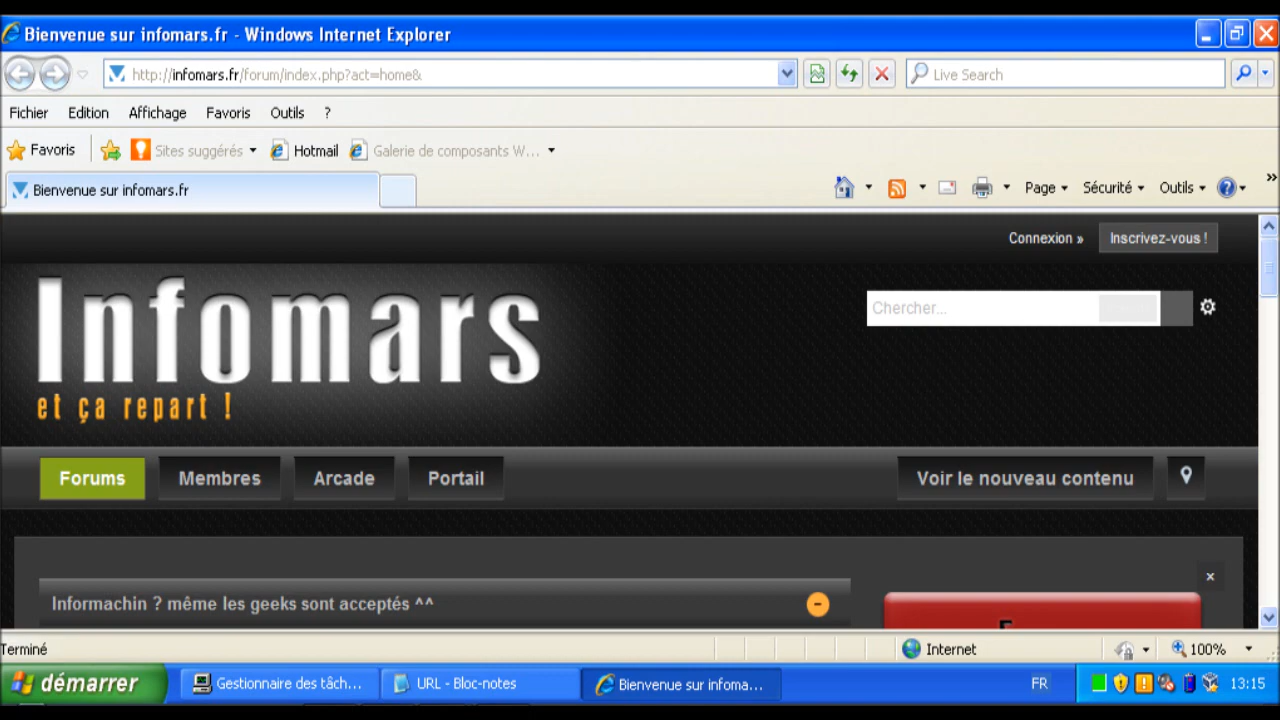 Bienvenue sur infomars.fr - Windows Internet Explorer
http://infomars.fr/forum/index.php?act=home&
Live Search
Fichier Edition Affichage Favoris Outils ?
Favoris Sites suggérés Hotmail Galerie de composants W...
Bienvenue sur infomars.fr
Page Sécurité Outils »
Connexion » Inscrivez-vous !
Infomars
et ça repart !
Chercher...
Forums Membres Arcade Portail Voir le nouveau contenu
×
Informachin ? même les geeks sont acceptés ^^
Terminé Internet 100%
démarrer Gestionnaire des tâch... URL - Bloc-notes Bienvenue sur infoma... FR 13:15